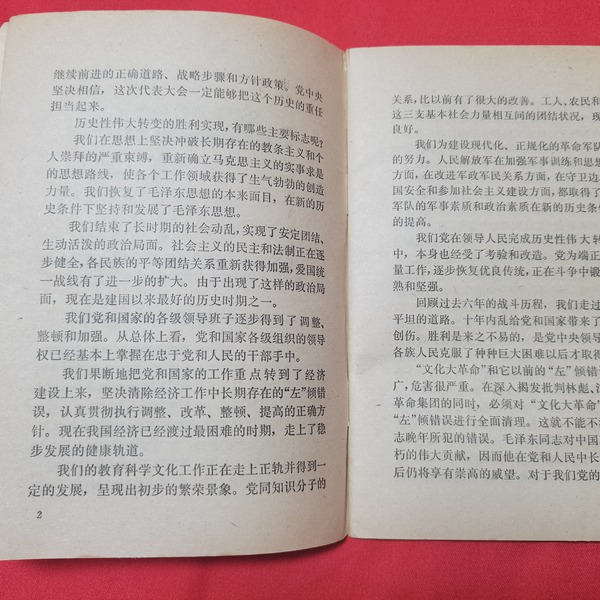 继续前进的正确道路、战略步骤和方针政策。党中央
坚决相信，这次代表大会一定能够把这个历史的重任
担当起来。
历史性伟大转变的胜利实现，有哪些主要标志呢？
我们在思想上坚决冲破长期存在的教条主义和个
人崇拜的严重束缚，重新确立马克思主义的实事求是
的思想路线，使各个工作领域获得了生气勃勃的创造
力量。我们恢复了毛泽东思想的本来面目，在新的历
史条件下坚持和发展了毛泽东思想。
我们结束了长时期的社会动乱，实现了安定团结、
生动活泼的政治局面。社会主义的民主和法制正在逐
步健全，各民族的平等团结关系重新获得加强，爱国统
一战线有了进一步的扩大。由于出现了这样的政治局
面，现在是建国以来最好的历史时期之一。
我们党和国家的各级领导班子逐步得到了调整、
整顿和加强。从总体上看，党和国家各级组织的领导
权已经基本上掌握在忠于党和人民的干部手中。
我们果断地把党和国家的工作重点转到了经济
建设上来，坚决清除经济工作中长期存在的“左”倾错
误，认真贯彻执行调整、改革、整顿、提高的正确方
针。现在我国经济已经渡过最困难的时期，走上了稳
步发展的健康轨道。
我们的教育科学文化工作正在走上正轨并得到一
定的发展，呈现出初步的繁荣景象。党同知识分子的
2
关系，比以前有了很大的改善。工人、农民和
这三支基本社会力量相互间的团结状况，现
良好。
我们为建设现代化、正规化的革命军队
的努力。人民解放军在加强军事训练和思想
方面，在改进军政军民关系方面，在守卫边
国安全和参加社会主义建设方面，都取得了
军队的军事素质和政治素质在新的历史条
的提高。
我们党在领导人民完成历史性伟大转
中，本身也经受了考验和改造。党为端正
量工作，逐步恢复优良传统，正在斗争中锻
熟和坚强。
回顾过去六年的战斗历程，我们走过
平坦的道路。十年内乱给党和国家带来了
创伤。胜利是来之不易的，是党中央领导
各族人民克服了种种巨大困难以后才取得
“文化大革命”和它以前的“左”倾错误
广，危害很严重。在深入揭发批判林彪、江
革命集团的同时，必须对“文化大革命”
“左”倾错误进行全面清理。这就不能不
志晚年所犯的错误。毛泽东同志对中国
朽的伟大贡献，因而他在党和人民中长
后仍将享有崇高的威望。对于我们党的